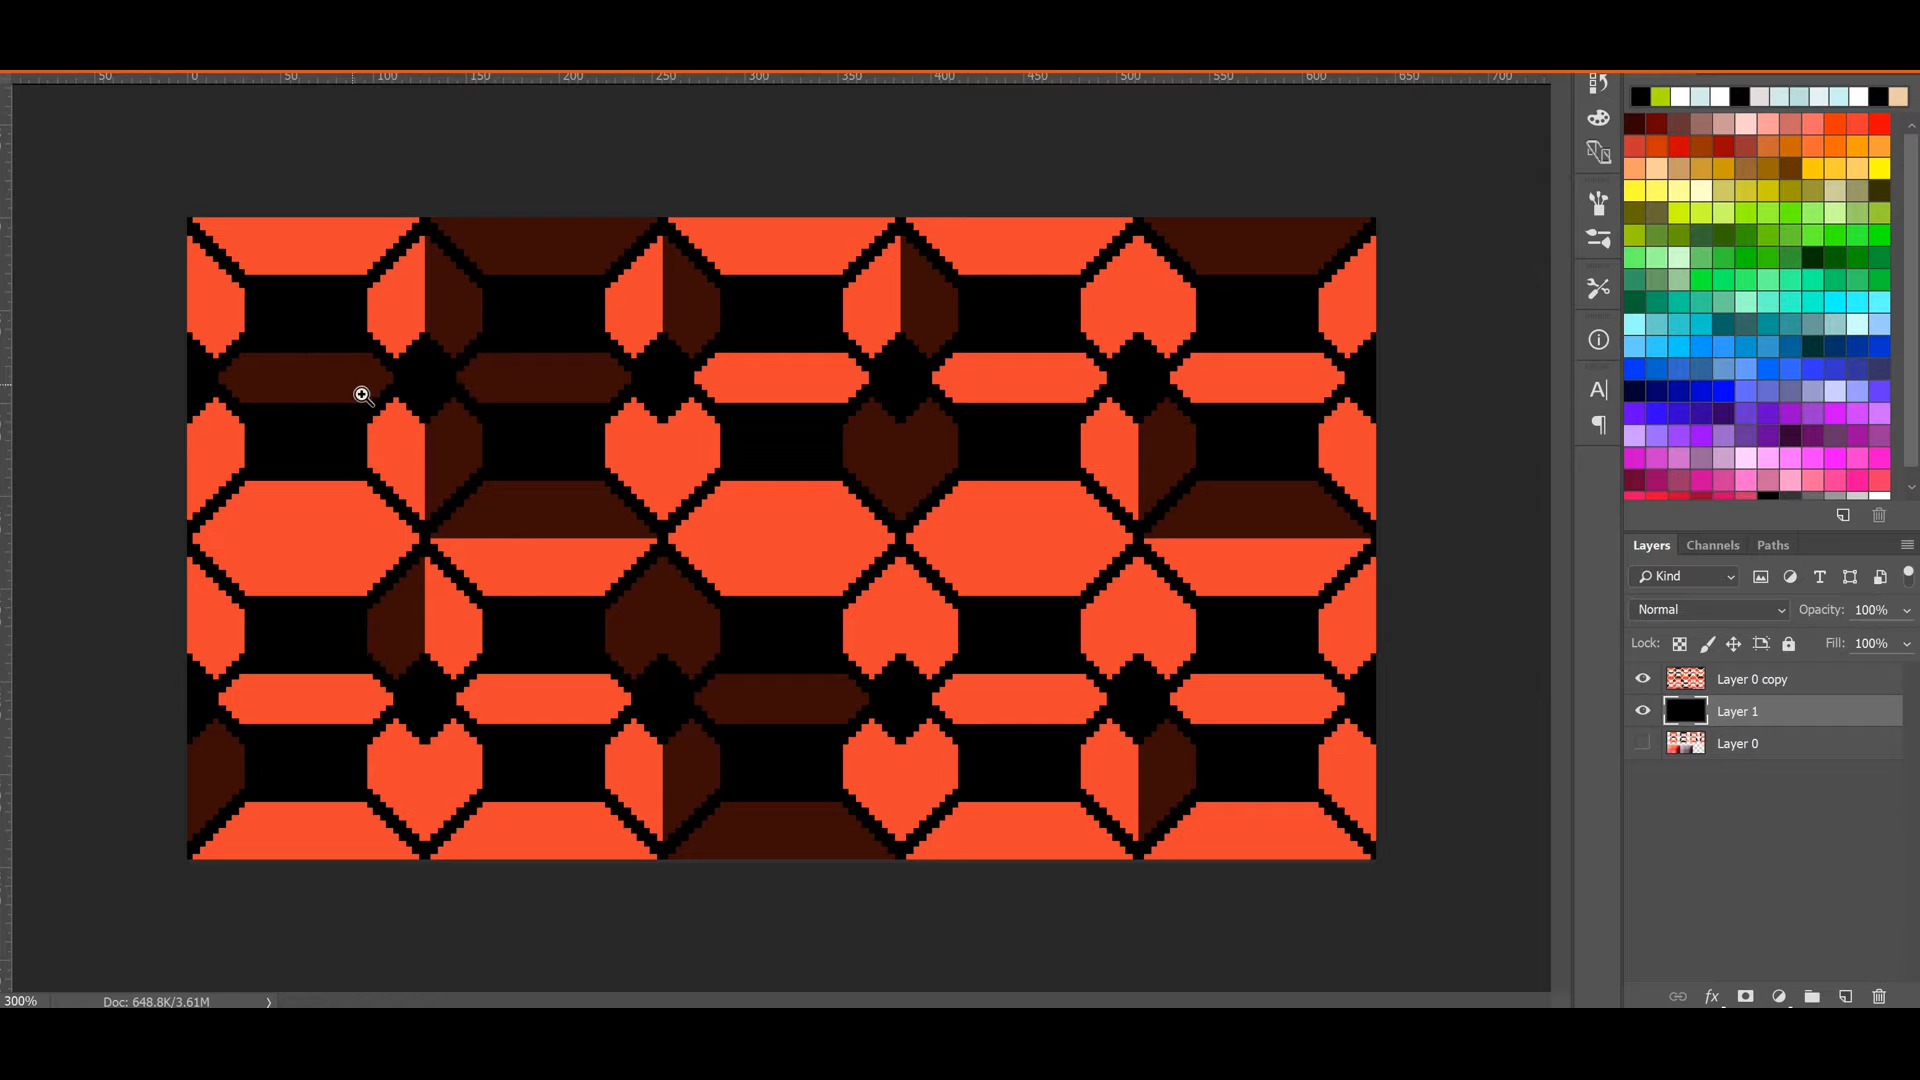 50 0 50 100 150 200 250 300 350 400 450 500 550 600 650 700
Layers Channels Paths
Kind
Normal Opacity: 100%
Lock: Fill: 100%
Layer 0 copy
Layer 1
Layer 0
fx
300% Doc: 648.8K/3.61M